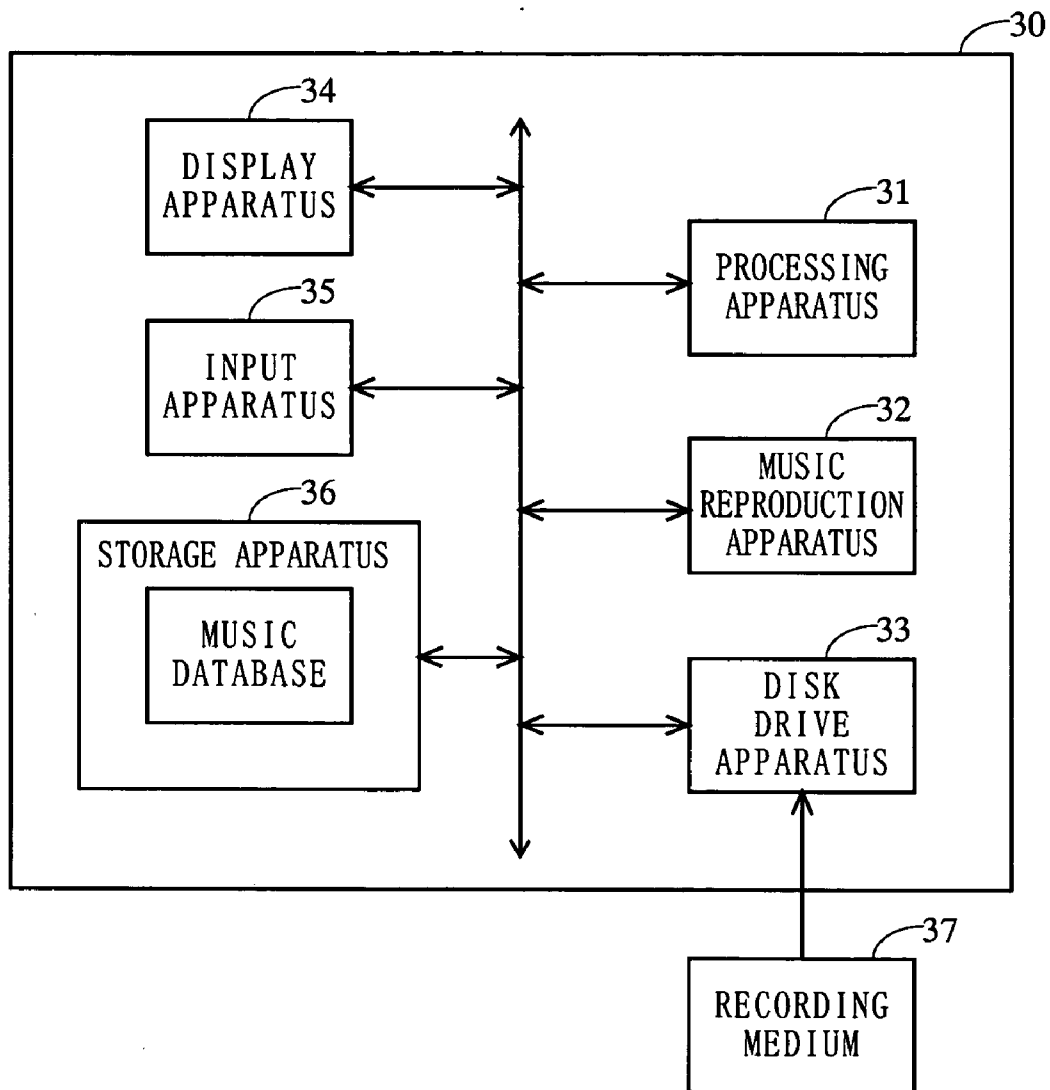 30
34
DISPLAY
APPARATUS
31
PROCESSING
APPARATUS
35
INPUT
APPARATUS
32
MUSIC
REPRODUCTION
APPARATUS
36
STORAGE APPARATUS
MUSIC
DATABASE
33
DISK
DRIVE
APPARATUS
37
RECORDING
MEDIUM